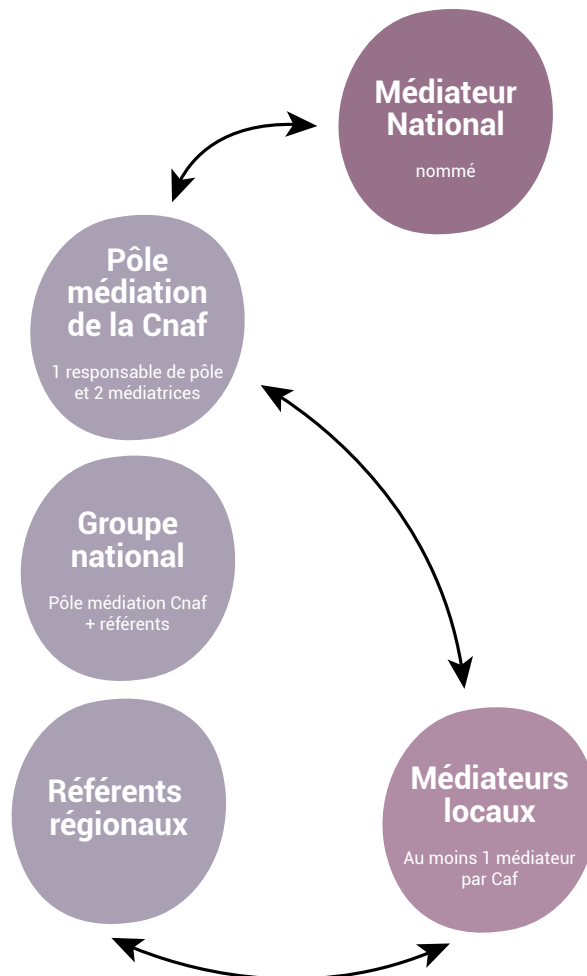 Médiateur
National
nommé
Pôle
médiation
de la Cnaf
1 responsable de pôle
et 2 médiatrices
Groupe
national
Pôle médiation Cnaf
+ référents
Référents
régionaux
Médiateurs
locaux
Au moins 1 médiateur
par Caf